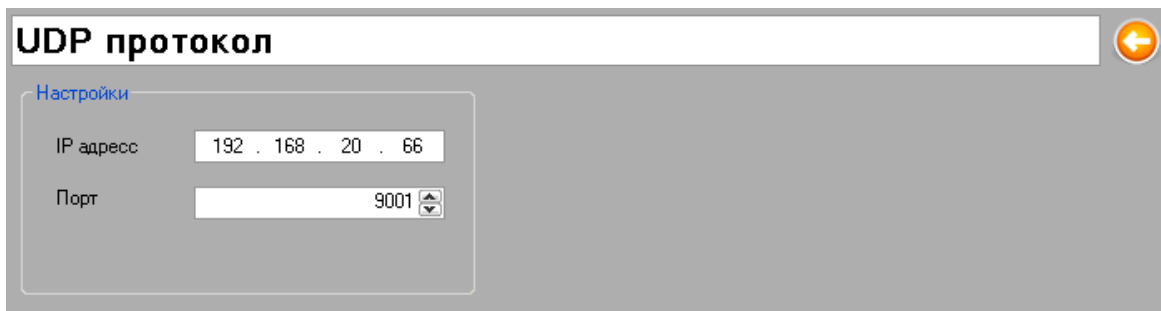 UDP протокол
Настройки
IP адресс 192 . 168 . 20 . 66
Порт 9001